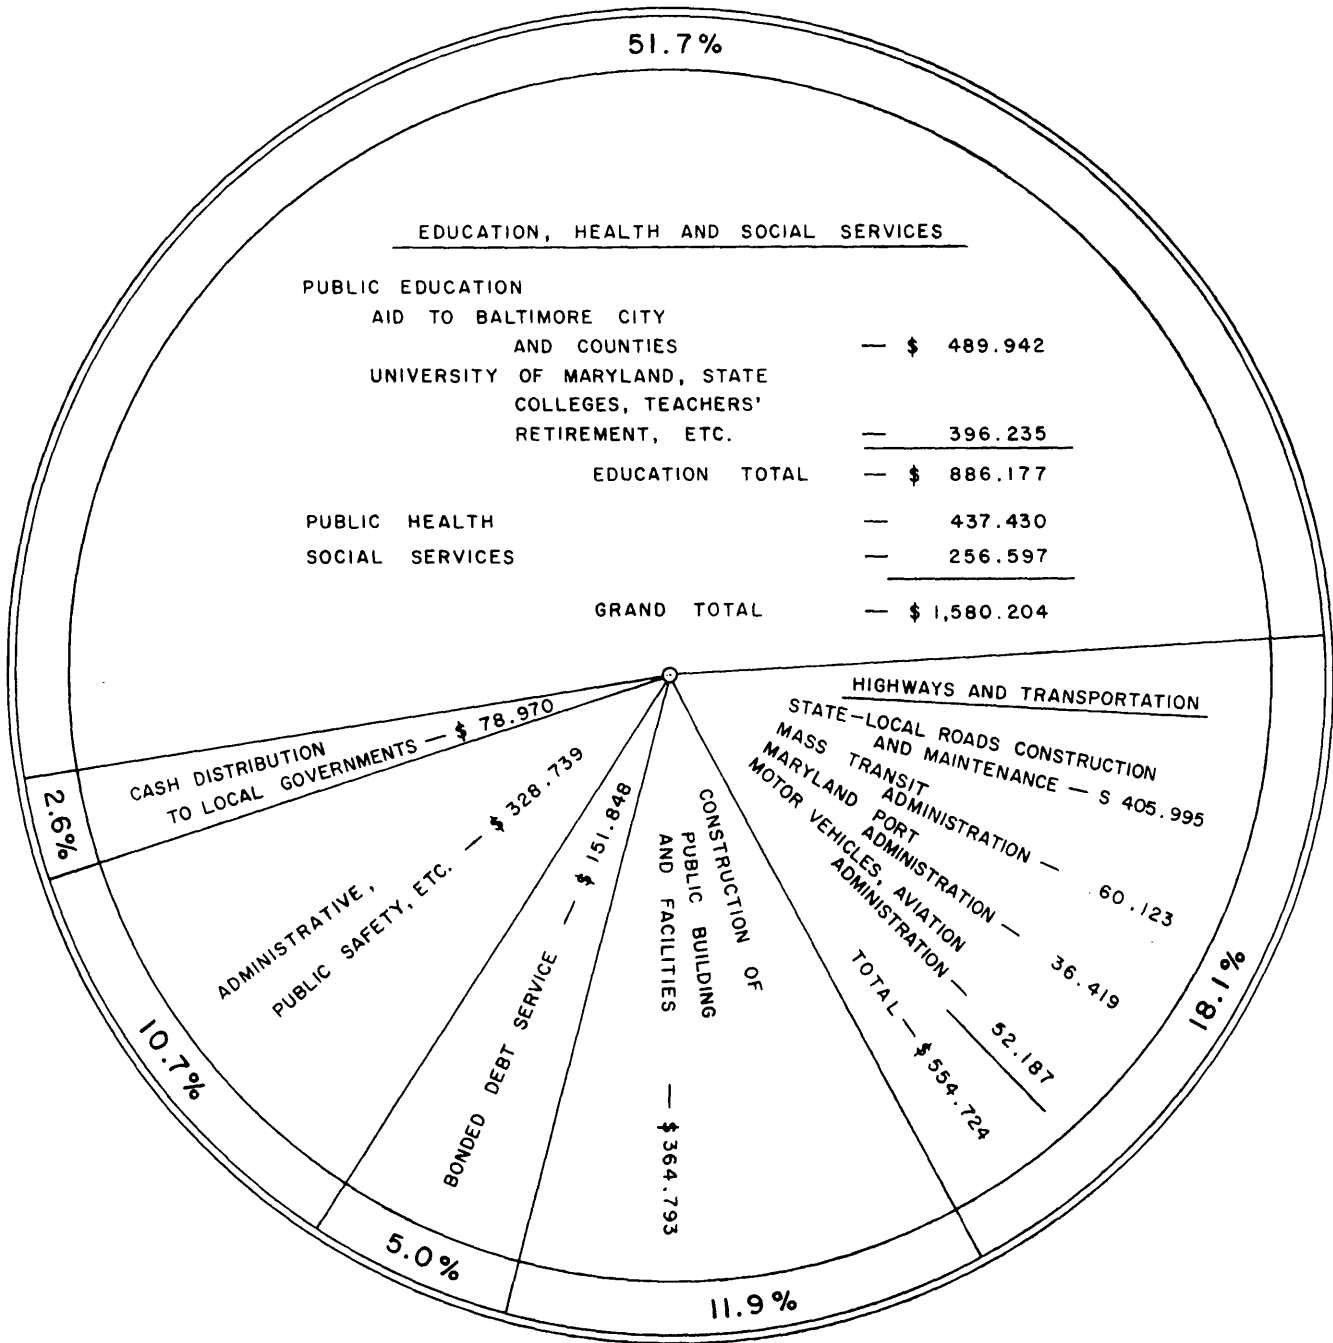 51.7%
EDUCATION, HEALTH AND SOCIAL SERVICES
PUBLIC EDUCATION
AID TO BALTIMORE CITY
AND COUNTIES — $ 489.942
UNIVERSITY OF MARYLAND, STATE
COLLEGES, TEACHERS'
RETIREMENT, ETC. — 396.235
EDUCATION TOTAL — $ 886.177
PUBLIC HEALTH — 437.430
SOCIAL SERVICES — 256.597
GRAND TOTAL — $ 1,580.204
HIGHWAYS AND TRANSPORTATION
STATE-LOCAL ROADS CONSTRUCTION
AND MAINTENANCE — $ 405.995
MASS TRANSIT
ADMINISTRATION — 60.123
MARYLAND PORT
ADMINISTRATION — 36.419
MOTOR VEHICLES, AVIATION
ADMINISTRATION — 52.187
TOTAL — $ 554.724
18.1%
CONSTRUCTION OF
PUBLIC BUILDING
AND FACILITIES — $ 364.793
11.9%
BONDED DEBT SERVICE — $ 151.848
5.0%
ADMINISTRATIVE,
PUBLIC SAFETY, ETC. — $ 328.739
10.7%
CASH DISTRIBUTION
TO LOCAL GOVERNMENTS — $ 78.970
2.6%